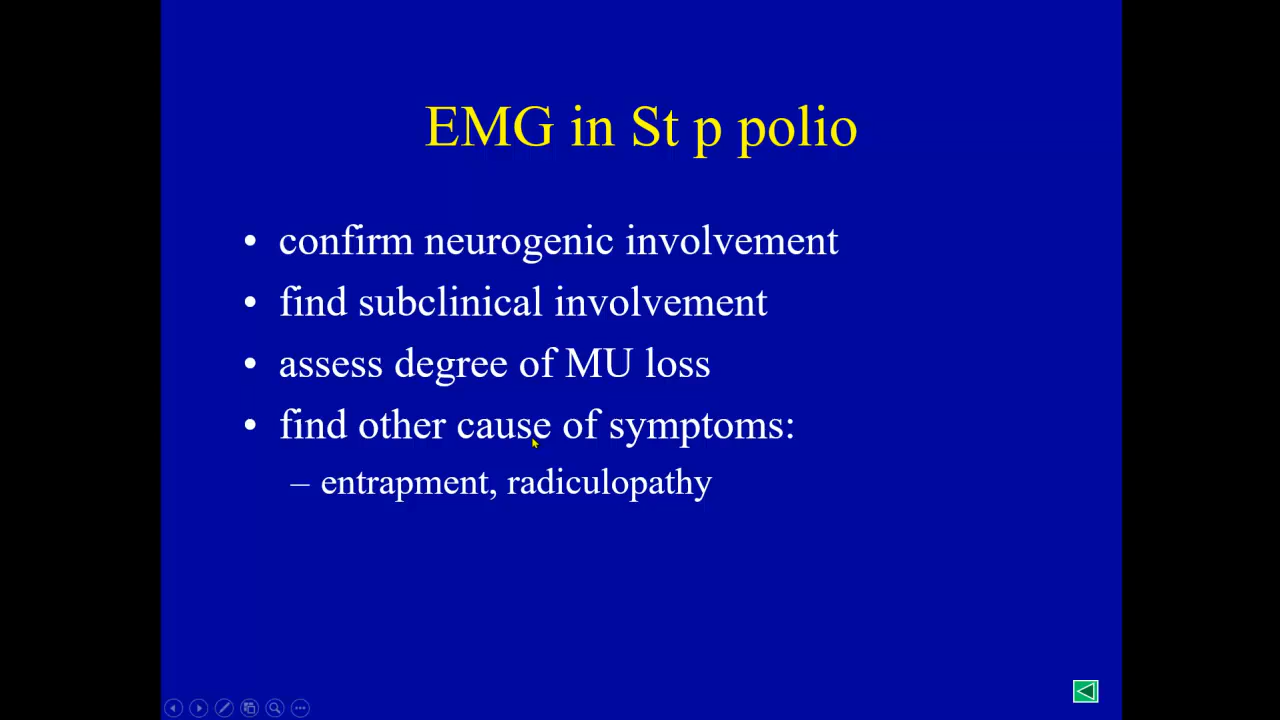 EMG in St p polio
• confirm neurogenic involvement
• find subclinical involvement
• assess degree of MU loss
• find other cause of symptoms:
– entrapment, radiculopathy